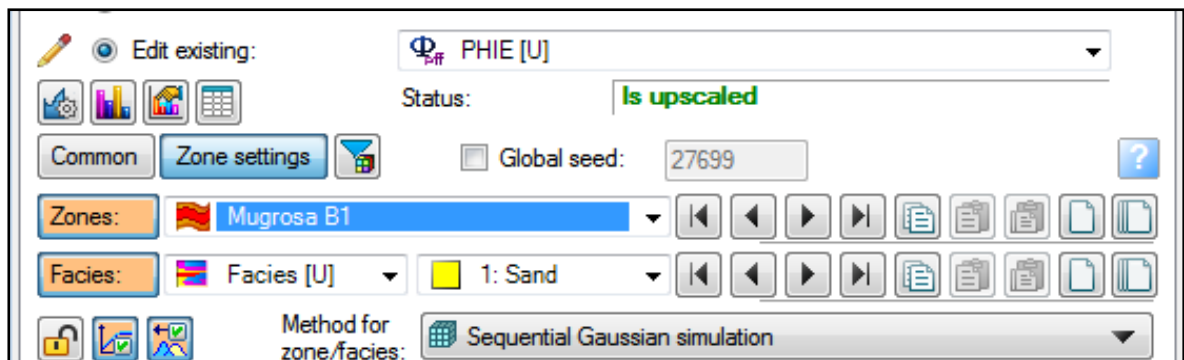 Edit existing: Φeff PHIE [U]
Status: Is upscaled
Common Zone settings Global seed: 27699 ?
Zones: Mugrosa B1
Facies: Facies [U] 1: Sand
Method for
zone/facies: Sequential Gaussian simulation